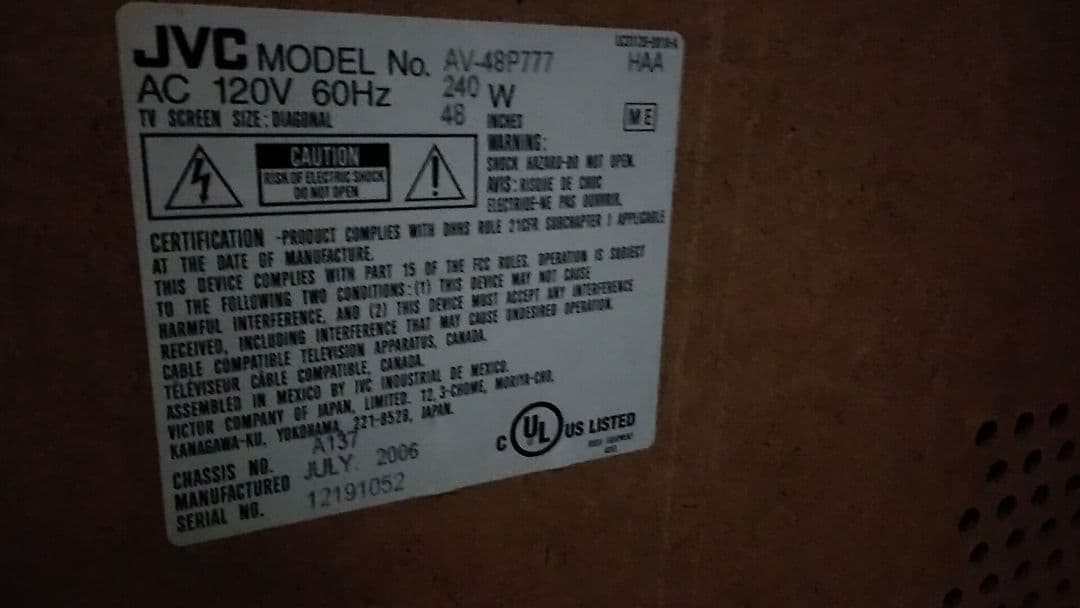 JVC MODEL No. AV-48P777
HAA
AC 120V 60Hz 240 W
TV SCREEN SIZE: DIAGONAL 48 INCHES
ME
CAUTION
RISK OF ELECTRIC SHOCK
DO NOT OPEN
WARNING:
SHOCK HAZARD-DO NOT OPEN.
AVIS: RISQUE DE CHOC
ELECTRIQUE-NE PAS OUVRIR.
CERTIFICATION -PRODUCT COMPLIES WITH DHHS RULE 21CFR SUBCHAPTER J APPLICABLE
AT THE DATE OF MANUFACTURE.
THIS DEVICE COMPLIES WITH PART 15 OF THE FCC RULES. OPERATION IS SUBJECT
TO THE FOLLOWING TWO CONDITIONS:(1) THIS DEVICE MAY NOT CAUSE
HARMFUL INTERFERENCE, AND (2) THIS DEVICE MUST ACCEPT ANY INTERFERENCE
RECEIVED, INCLUDING INTERFERENCE THAT MAY CAUSE UNDESIRED OPERATION.
CABLE COMPATIBLE TELEVISION APPARATUS, CANADA.
TÉLÉVISEUR CÂBLE COMPATIBLE, CANADA.
ASSEMBLED IN MEXICO BY JVC INDUSTRIAL DE MEXICO.
VICTOR COMPANY OF JAPAN, LIMITED. 12, 3-CHOME, MORIYA-CHO,
KANAGAWA-KU, YOKOHAMA, 221-8528, JAPAN.
CHASSIS NO. A137
MANUFACTURED JULY. 2006
SERIAL NO. 12191052
C UL US LISTED